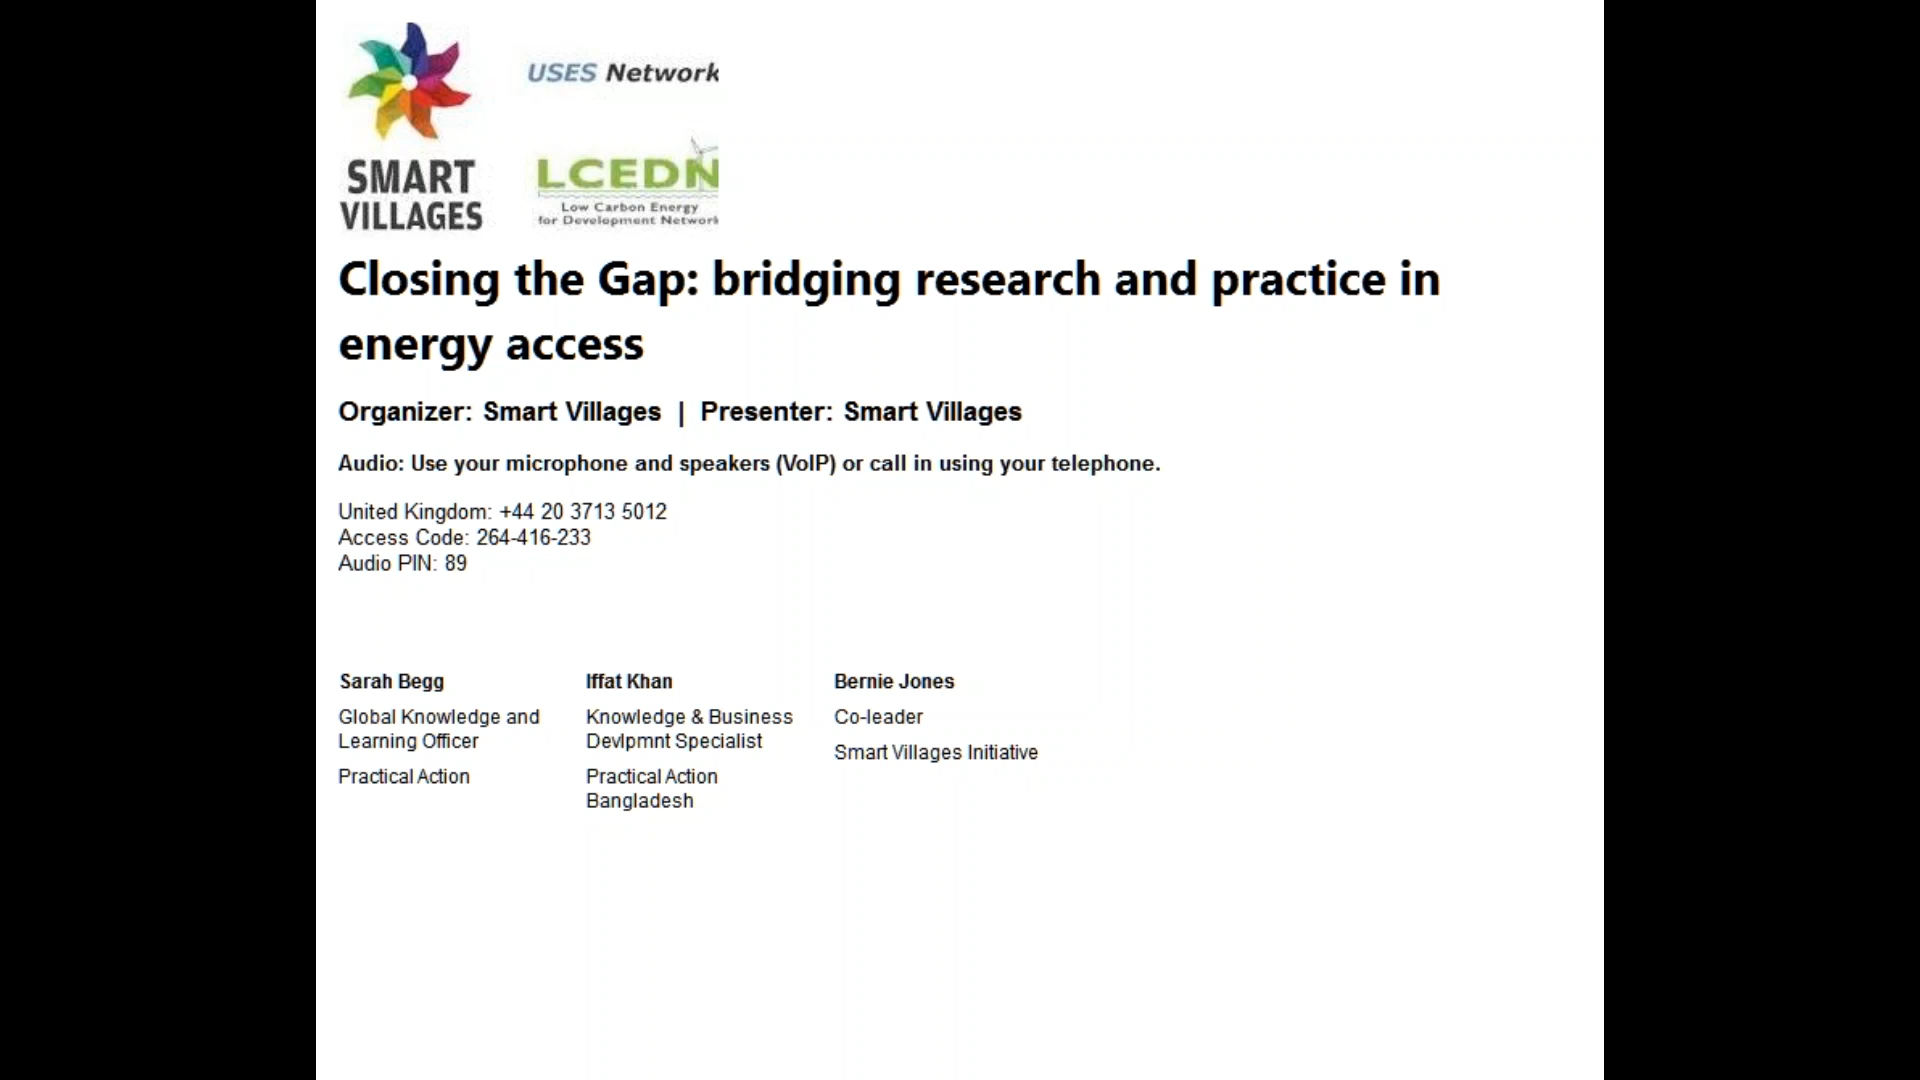 SMART
VILLAGES
USES Network
LCEDN
Low Carbon Energy
for Development Network
Closing the Gap: bridging research and practice in
energy access
Organizer: Smart Villages | Presenter: Smart Villages
Audio: Use your microphone and speakers (VoIP) or call in using your telephone.
United Kingdom: +44 20 3713 5012
Access Code: 264-416-233
Audio PIN: 89
Sarah Begg
Global Knowledge and
Learning Officer
Practical Action
Iffat Khan
Knowledge & Business
Devlpmnt Specialist
Practical Action
Bangladesh
Bernie Jones
Co-leader
Smart Villages Initiative